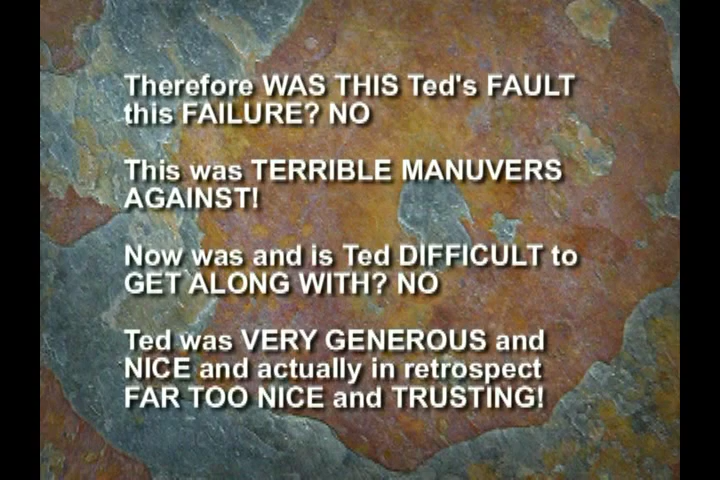 Therefore WAS THIS Ted's FAULT
this FAILURE? NO
This was TERRIBLE MANUVERS
AGAINST!
Now was and is Ted DIFFICULT to
GET ALONG WITH? NO
Ted was VERY GENEROUS and
NICE and actually in retrospect
FAR TOO NICE and TRUSTING!